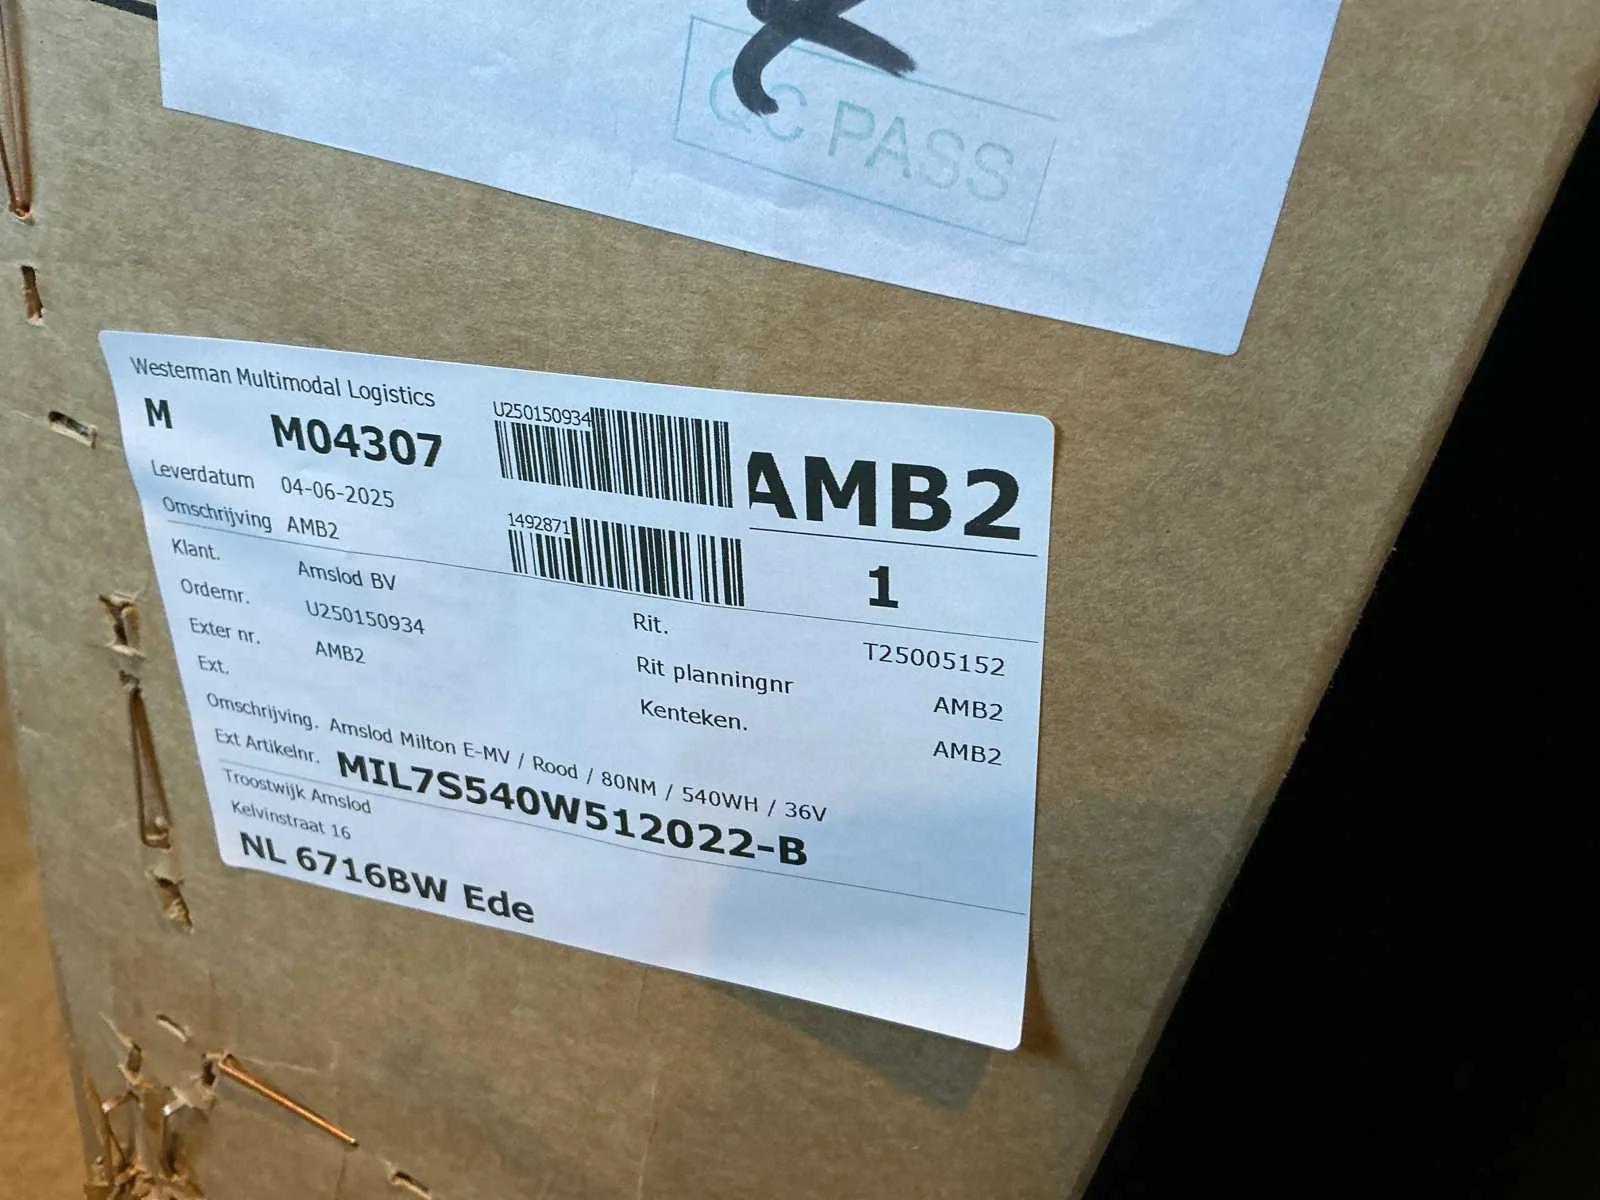 QC PASS
Westerman Multimodal Logistics
M M04307
U250150934
AMB2
Leverdatum 04-06-2025
Omschrijving AMB2
1492871
1
Klant. Amslod BV
Ordernr. U250150934
Rit. T25005152
Exter nr. AMB2
Rit planningnr AMB2
Ext.
Kenteken. AMB2
Omschrijving. Amslod Milton E-MV / Rood / 80NM / 540WH / 36V
Ext Artikelnr. MIL7S540W512022-B
Troostwijk Amslod
Kelvinstraat 16
NL 6716BW Ede